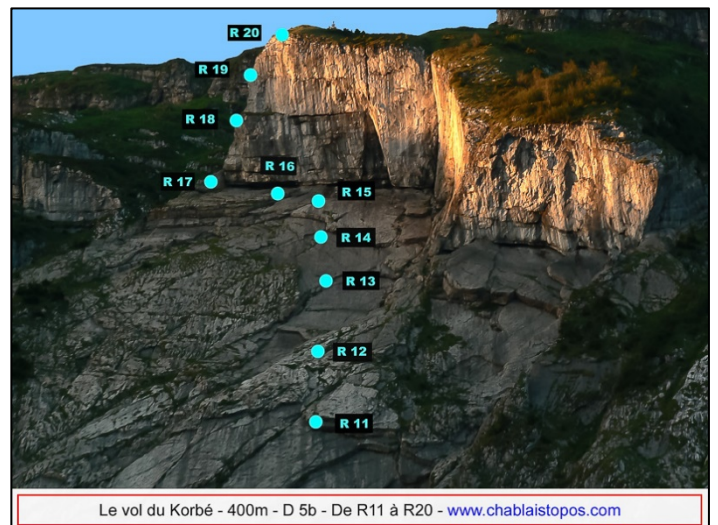 R 20
R 19
R 18
R 16
R 17
R 15
R 14
R 13
R 12
R 11
Le vol du Korbé - 400m - D 5b - De R11 à R20 - www.chablaistopos.com